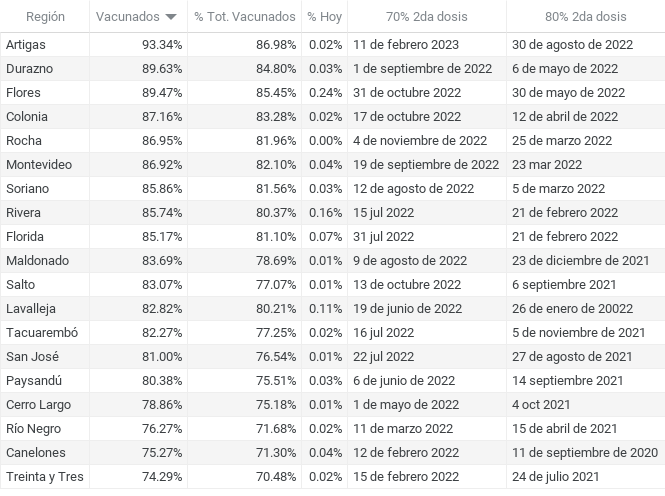 Región Vacunados % Tot. Vacunados % Hoy 70% 2da dosis 80% 2da dosis
Artigas 93.34% 86.98% 0.02% 11 de febrero 2023 30 de agosto de 2022
Durazno 89.63% 84.80% 0.03% 1 de septiembre de 2022 6 de mayo de 2022
Flores 89.47% 85.45% 0.24% 31 de octubre 2022 30 de mayo de 2022
Colonia 87.16% 83.28% 0.02% 17 de octubre 2022 12 de abril de 2022
Rocha 86.95% 81.96% 0.00% 4 de noviembre de 2022 25 de marzo 2022
Montevideo 86.92% 82.10% 0.04% 19 de septiembre de 2022 23 mar 2022
Soriano 85.86% 81.56% 0.03% 12 de agosto de 2022 5 de marzo 2022
Rivera 85.74% 80.37% 0.16% 15 jul 2022 21 de febrero 2022
Florida 85.17% 81.10% 0.07% 31 jul 2022 21 de febrero 2022
Maldonado 83.69% 78.69% 0.01% 9 de agosto de 2022 23 de diciembre de 2021
Salto 83.07% 77.07% 0.01% 13 de octubre 2022 6 septiembre 2021
Lavalleja 82.82% 80.21% 0.11% 19 de junio de 2022 26 de enero de 20022
Tacuarembó 82.27% 77.25% 0.02% 16 jul 2022 5 de noviembre de 2021
San José 81.00% 76.54% 0.01% 22 jul 2022 27 de agosto de 2021
Paysandú 80.38% 75.51% 0.03% 6 de junio de 2022 14 septiembre 2021
Cerro Largo 78.86% 75.18% 0.01% 1 de mayo de 2022 4 oct 2021
Río Negro 76.27% 71.68% 0.02% 11 de marzo 2022 15 de abril de 2021
Canelones 75.27% 71.30% 0.04% 12 de febrero 2022 11 de septiembre de 2020
Treinta y Tres 74.29% 70.48% 0.02% 15 de febrero 2022 24 de julio 2021